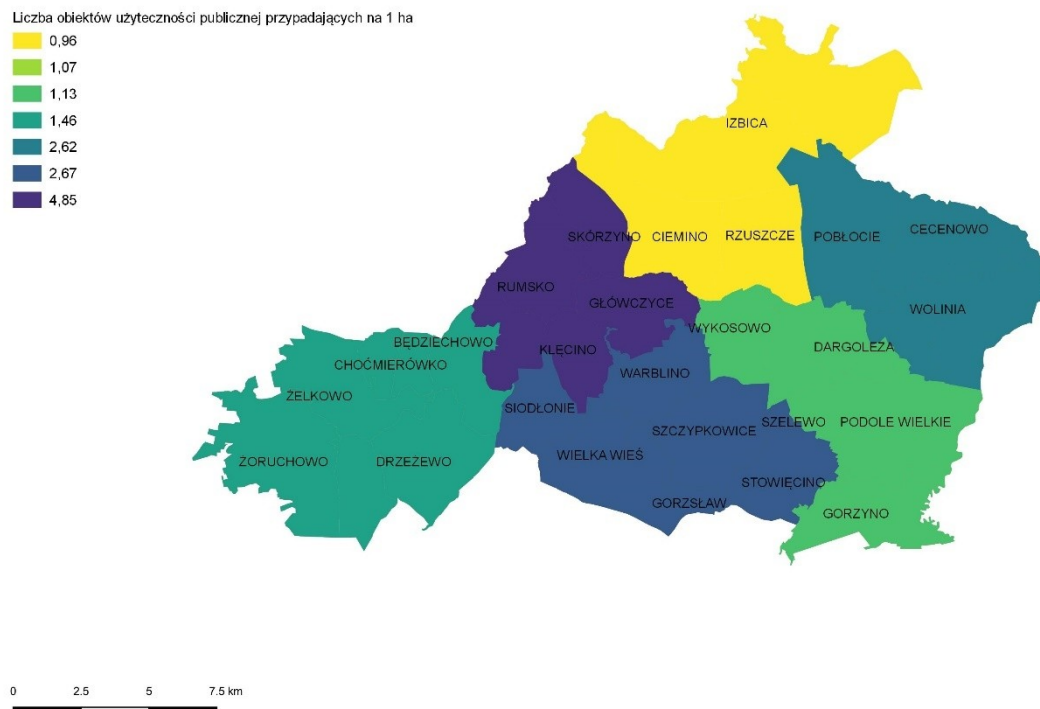 Liczba obiektów użyteczności publicznej przypadających na 1 ha
0,96
1,07
1,13
1,46
2,62
2,67
4,85
IZBICA
SKÓRZYNO
CIEMINO
RZUSZCZE
POBŁOCIE
CECENOWO
RUMSKO
GŁÓWCZYCE
WOLINIA
WYKOSOWO
BĘDZIECHOWO
KLĘCINO
DARGOLEZA
CHOĆMIERÓWKO
WARBLINO
ŻELKOWO
SIODŁONIE
SZCZYPKOWICE
SZELEWO
PODOLE WIELKIE
ŻORUCHOWO
DRZEŻEWO
WIELKA WIEŚ
STOWIĘCINO
GORZSŁAW
GORZYNO
0 2.5 5 7.5 km